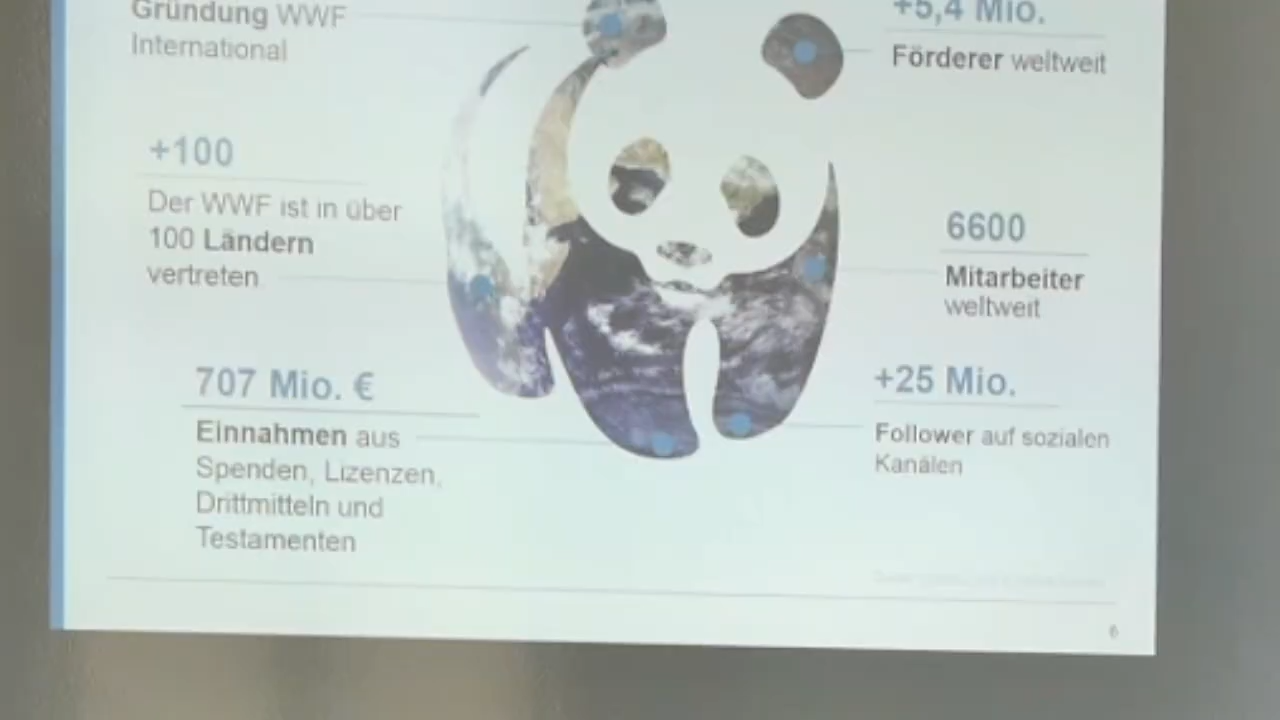 Gründung WWF
International
+100
Der WWF ist in über
100 Ländern
vertreten
707 Mio. €
Einnahmen aus
Spenden, Lizenzen,
Drittmitteln und
Testamenten
+5,4 Mio.
Förderer weltweit
6600
Mitarbeiter
weltweit
+25 Mio.
Follower auf sozialen
Kanälen
6